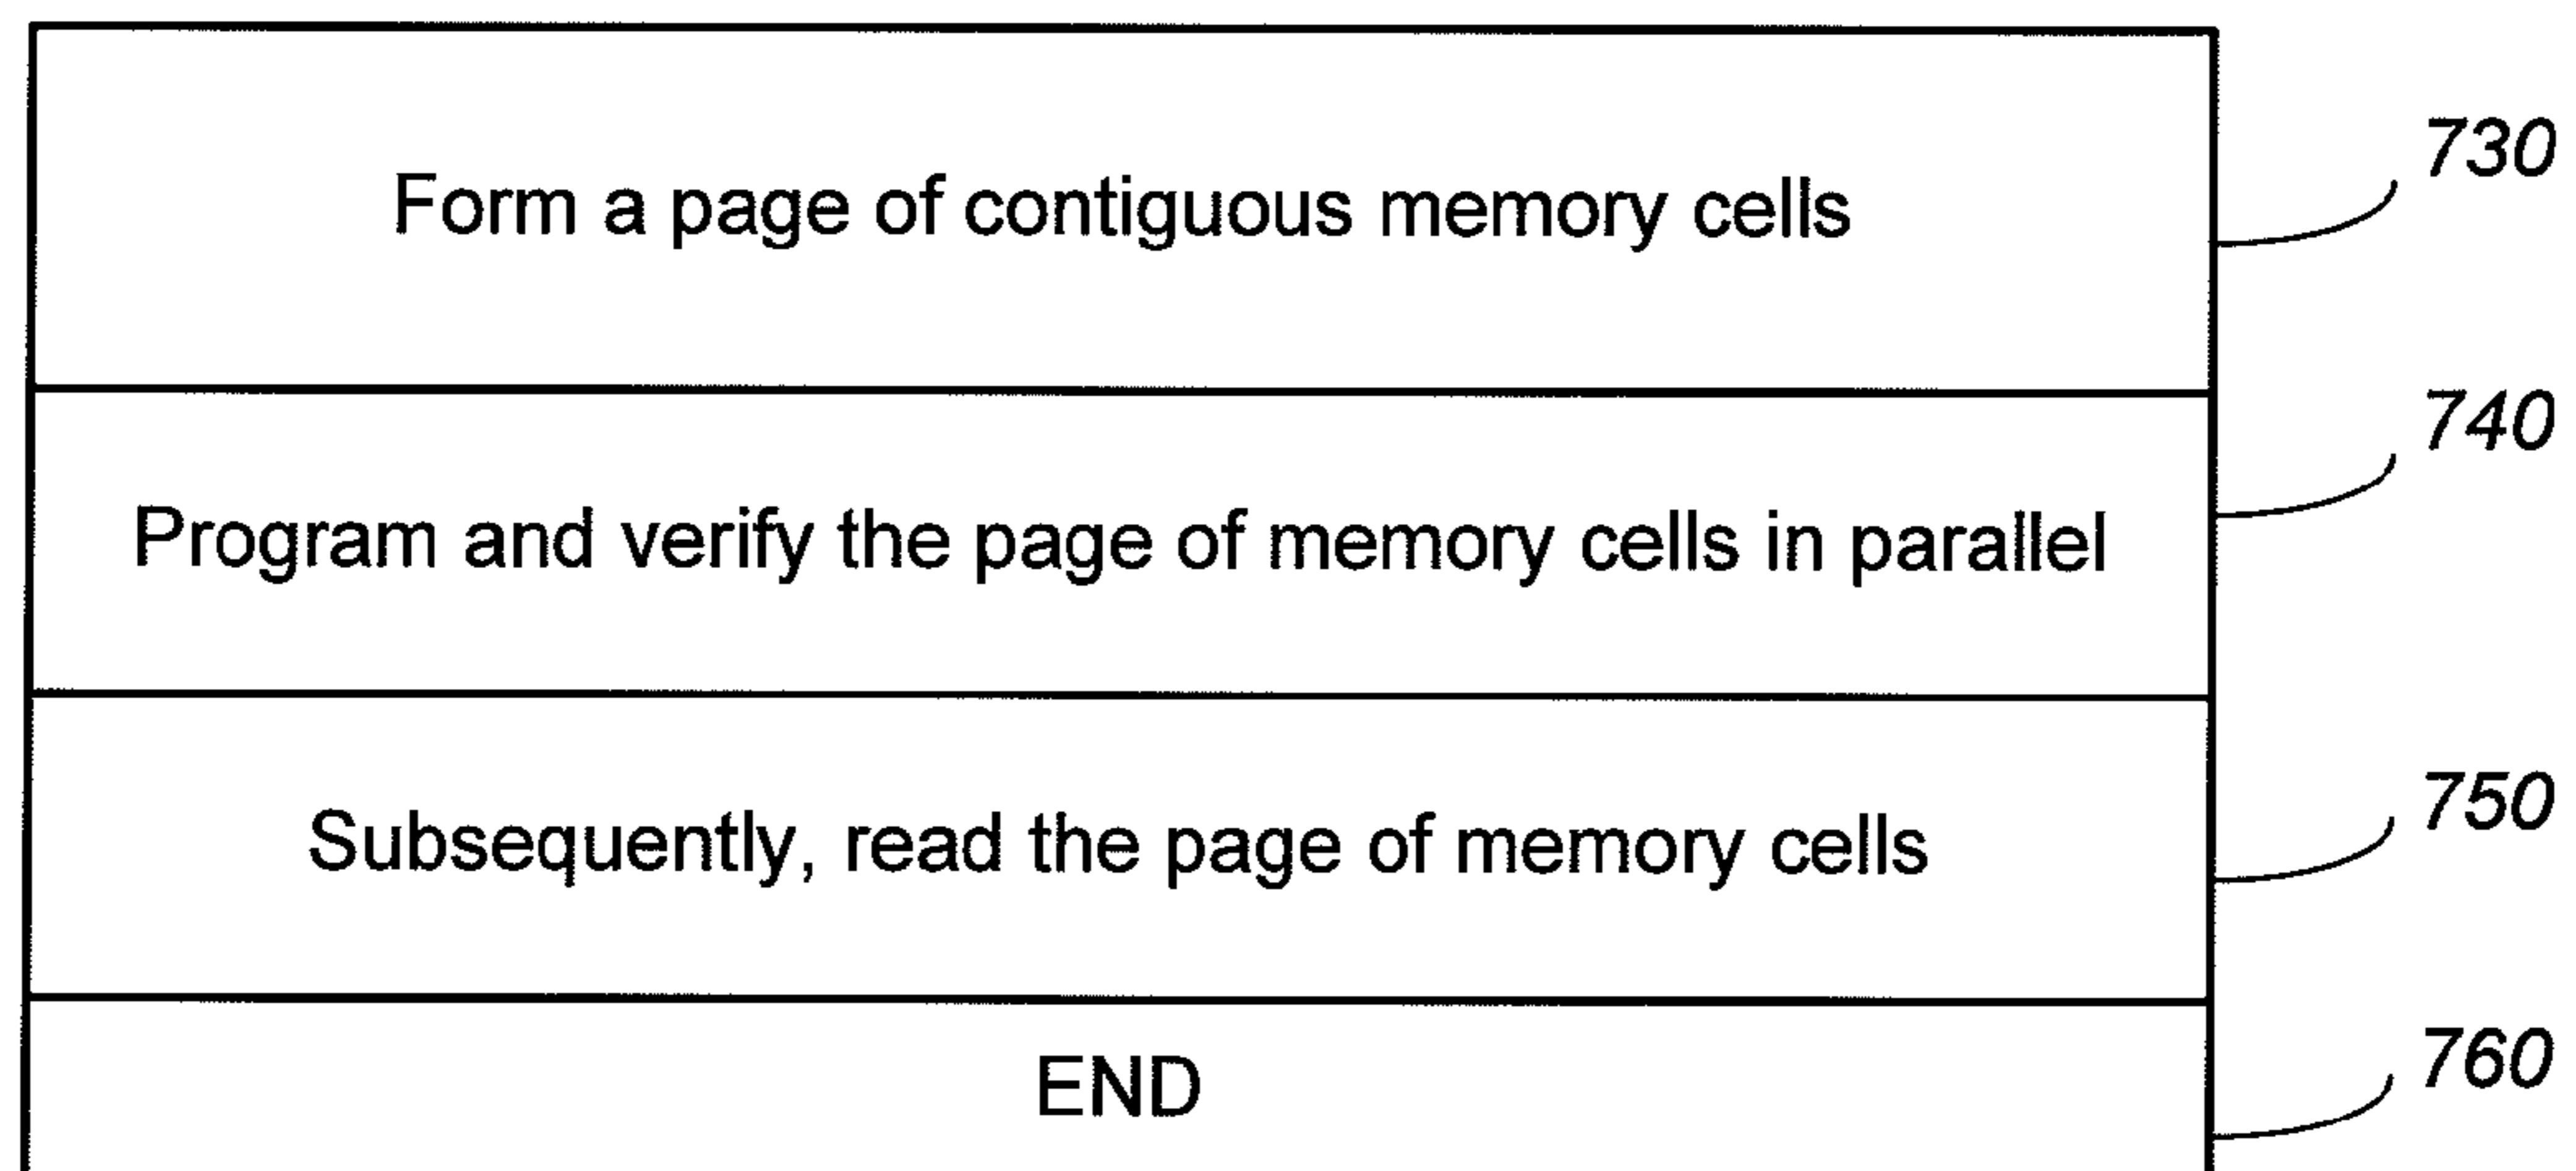 Form a page of contiguous memory cells
730
Program and verify the page of memory cells in parallel
740
Subsequently, read the page of memory cells
750
END
760